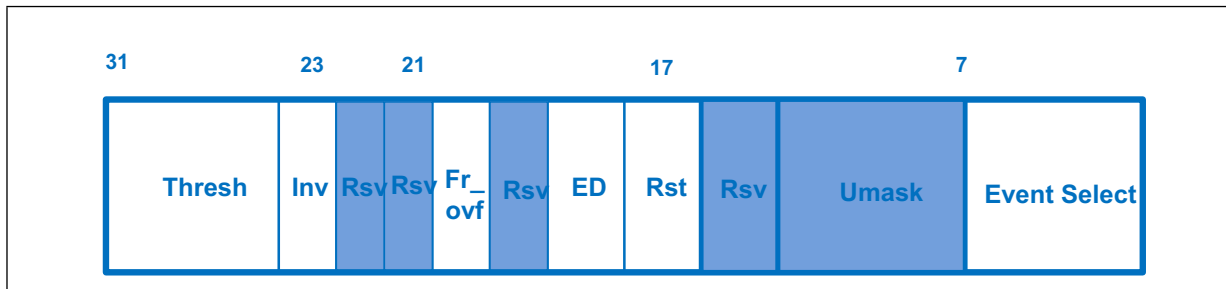 31 23 21 17 7
Thresh Inv Rsv Rsv Fr_ Rsv ED Rst Rsv Umask Event Select
ovf